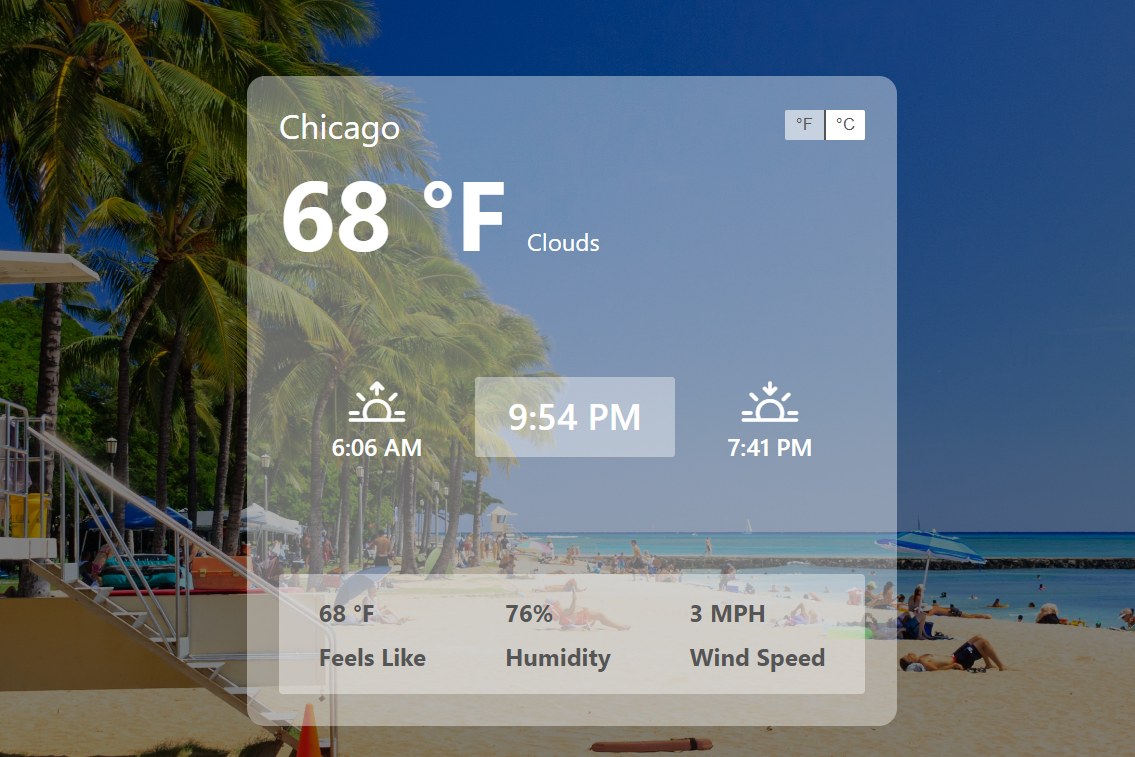 Chicago
°F °C
68 °F Clouds
6:06 AM 9:54 PM 7:41 PM
68 °F 76% 3 MPH
Feels Like Humidity Wind Speed